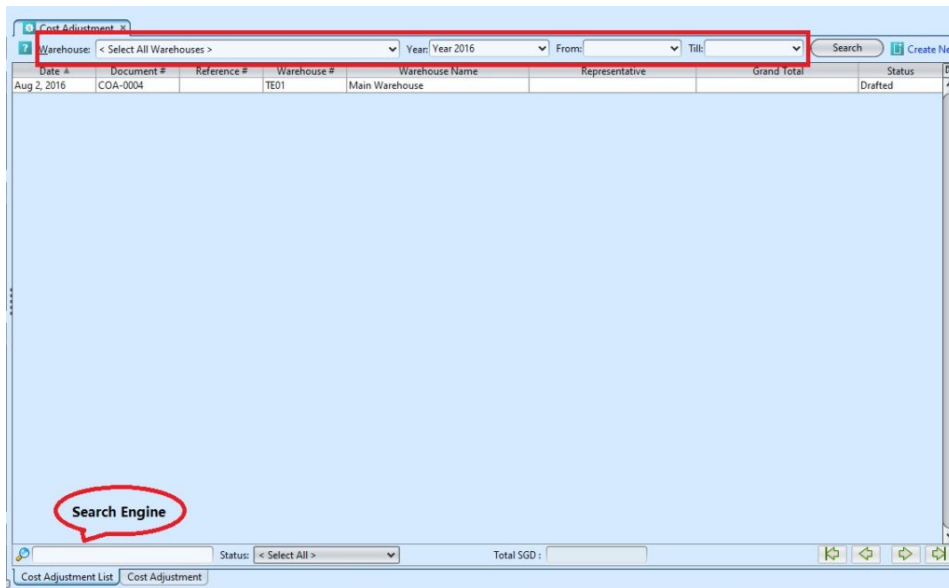 Cost Adjustment ×
? Warehouse: < Select All Warehouses > Year: Year 2016 From: Till: Search Create Ne
Date Document # Reference # Warehouse # Warehouse Name Representative Grand Total Status
Aug 2, 2016 COA-0004 TE01 Main Warehouse Drafted
Search Engine
Status: < Select All > Total SGD :
Cost Adjustment List Cost Adjustment